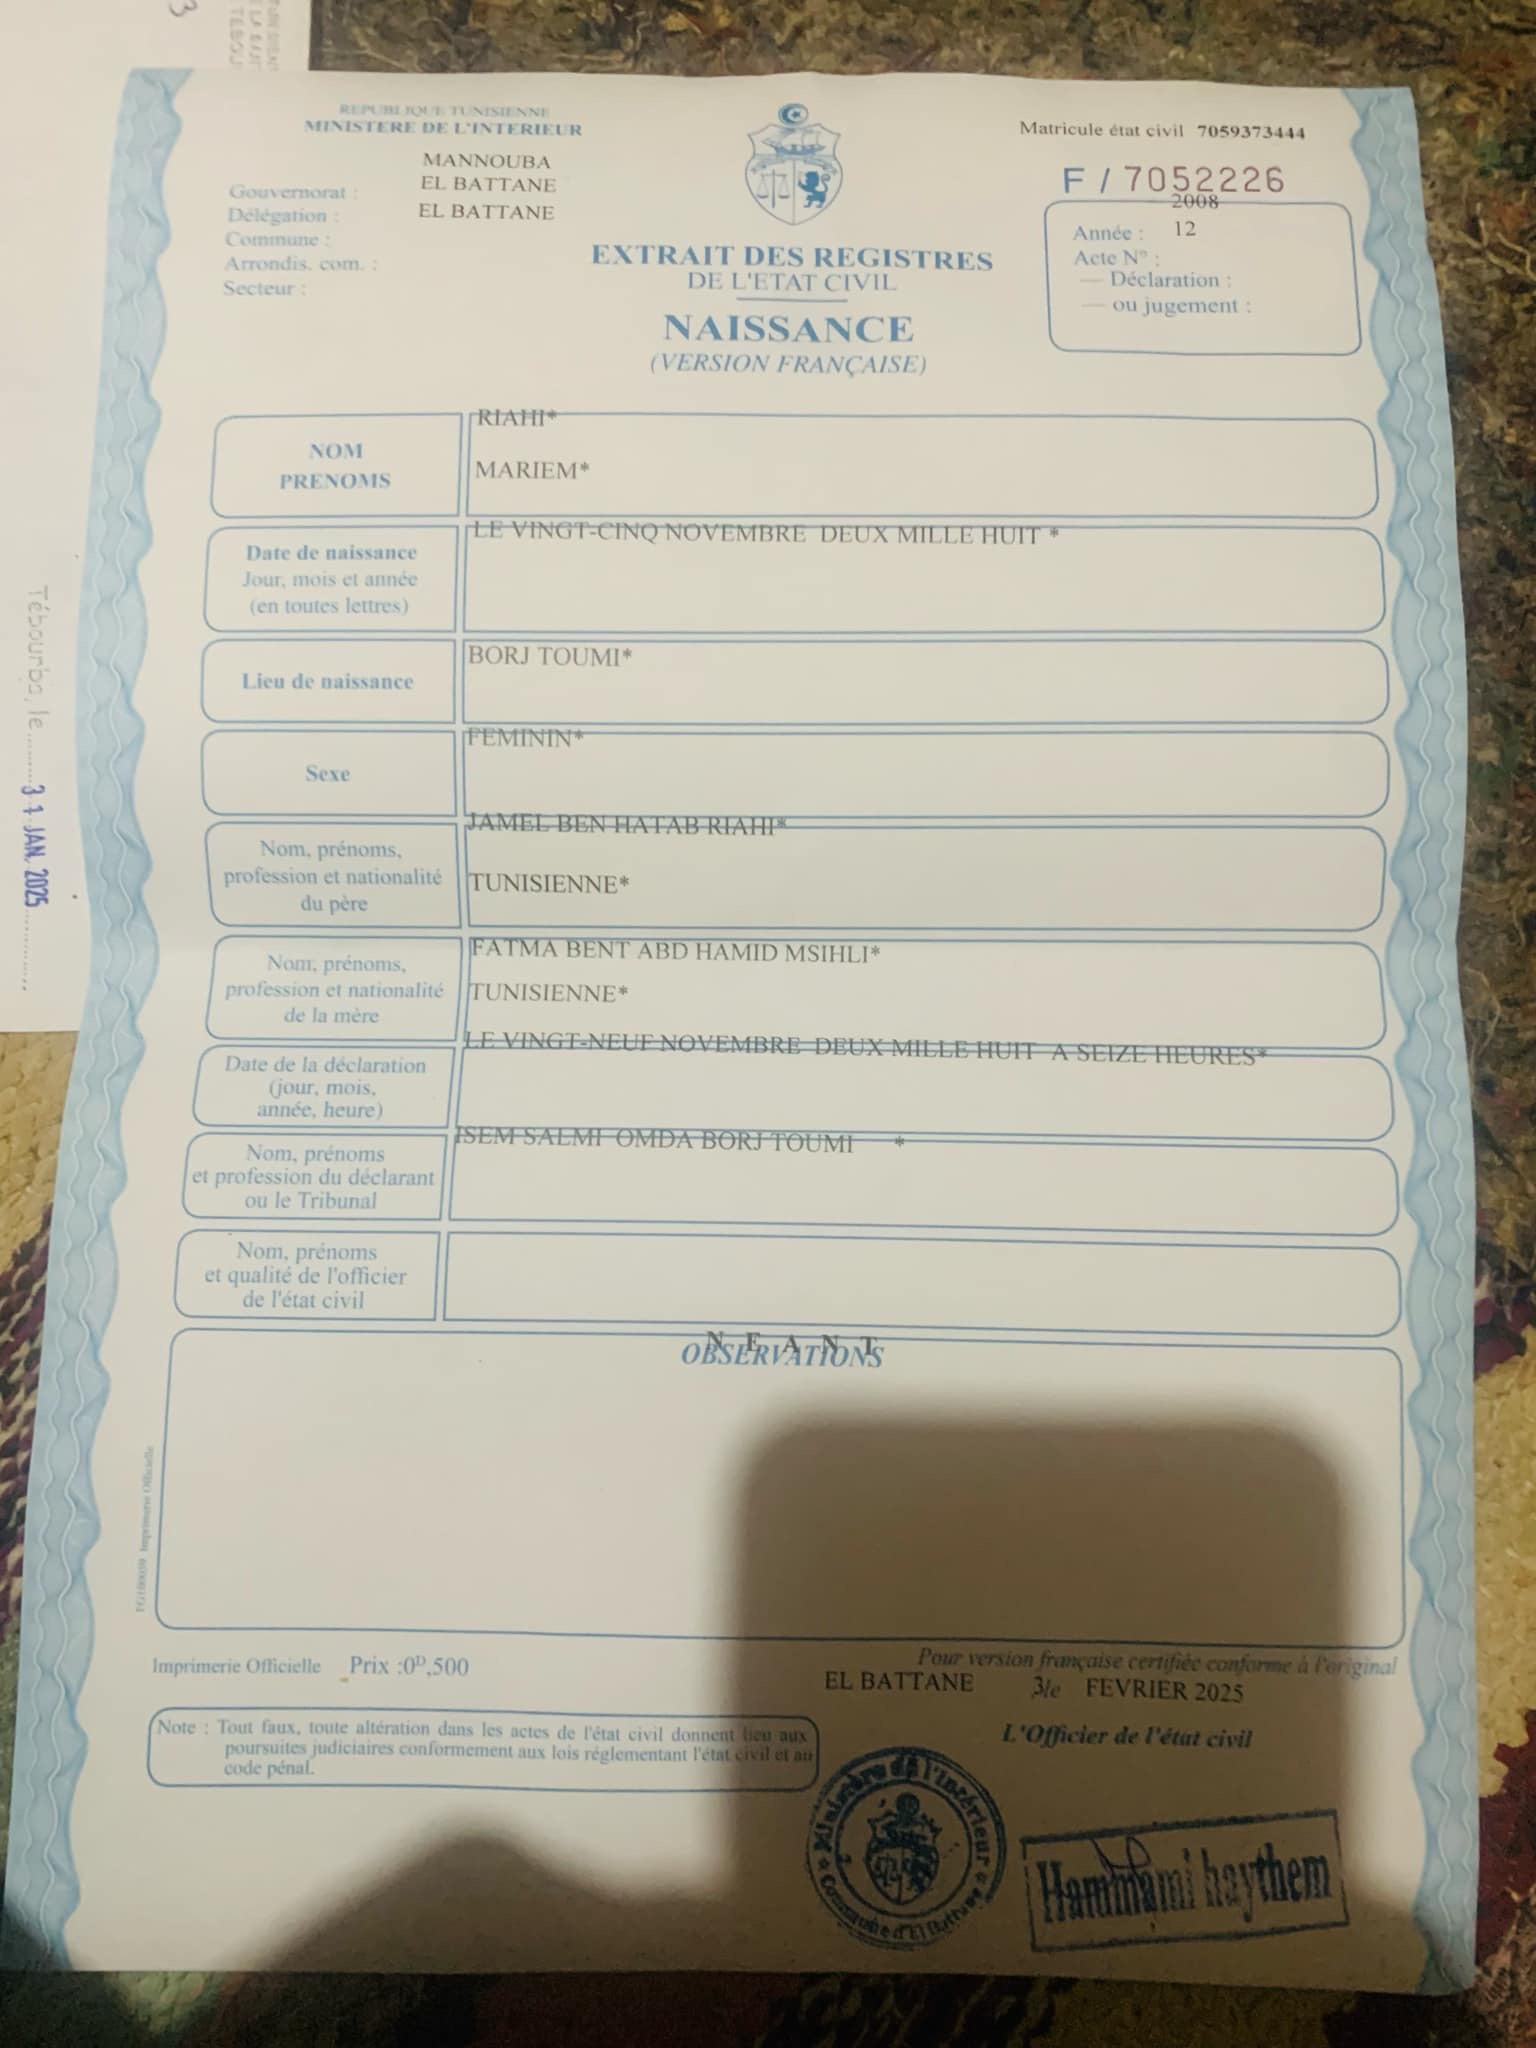 REPUBLIQUE TUNISIENNE
MINISTERE DE L'INTERIEUR
MANNOUBA
EL BATTANE
EL BATTANE
Gouvernorat :
Délégation :
Commune :
Arrondis. com. :
Secteur :
Matricule état civil 7059373444
F / 7052226
2008
Année : 12
Acte N° :
— Déclaration :
— ou jugement :
EXTRAIT DES REGISTRES
DE L'ETAT CIVIL
NAISSANCE
(VERSION FRANÇAISE)
NOM
PRENOMS
RIAHI*
MARIEM*
Date de naissance
Jour, mois et année
(en toutes lettres)
LE VINGT-CINQ NOVEMBRE DEUX MILLE HUIT *
Lieu de naissance
BORJ TOUMI*
Sexe
FEMININ*
Nom, prénoms,
profession et nationalité
du père
JAMEL BEN HATAB RIAHI*
TUNISIENNE*
Nom, prénoms,
profession et nationalité
de la mère
FATMA BENT ABD HAMID MSIHLI*
TUNISIENNE*
Date de la déclaration
(jour, mois,
année, heure)
LE VINGT-NEUF NOVEMBRE DEUX MILLE HUIT A SEIZE HEURES*
Nom, prénoms
et profession du déclarant
ou le Tribunal
ISEM SALMI OMDA BORJ TOUMI *
Nom, prénoms
et qualité de l'officier
de l'état civil
N E A N T
OBSERVATIONS
Imprimerie Officielle
Imprimerie Officielle Prix :0ᴰ,500
Pour version française certifiée conforme à l'original
EL BATTANE 3 le FEVRIER 2025
L'Officier de l'état civil
Note : Tout faux, toute altération dans les actes de l'état civil donnent lieu aux
poursuites judiciaires conformement aux lois réglementant l'état civil et au
code pénal.
Ministère de l'Intérieur
Commune d'El Battane
Hammami haythem
Tébourba, le
31 JAN. 2025